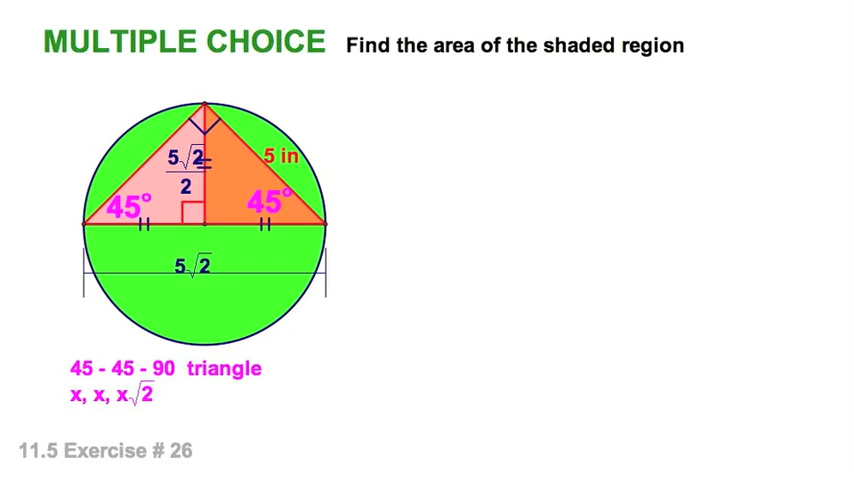 MULTIPLE CHOICE Find the area of the shaded region
5√2
2
5 in
45°
45°
5√2
45 - 45 - 90 triangle
x, x, x√2
11.5 Exercise # 26